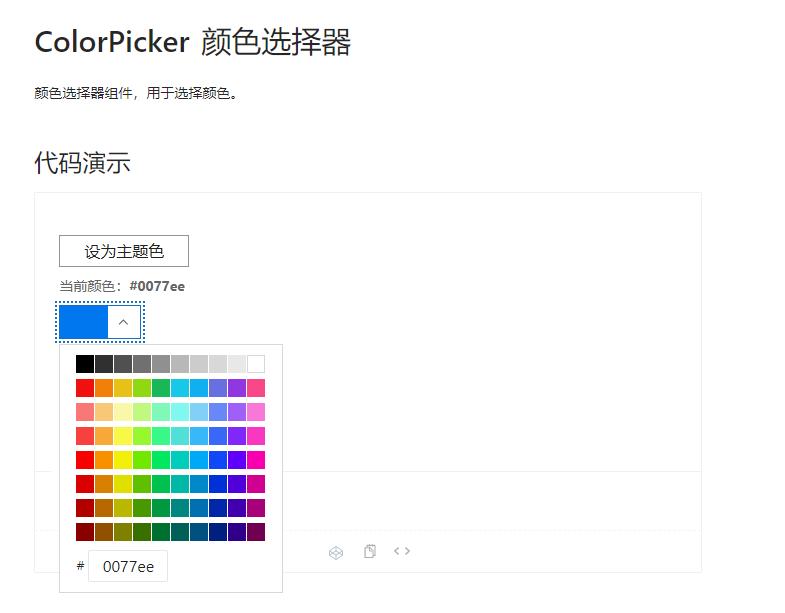 ColorPicker 颜色选择器
颜色选择器组件，用于选择颜色。
代码演示
设为主题色
当前颜色：#0077ee
# 0077ee